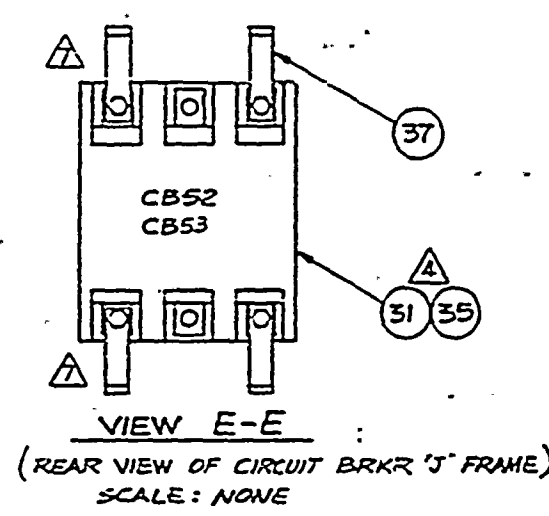 7
37
CB52
CB53
4
31 35
7
VIEW E-E
(REAR VIEW OF CIRCUIT BRKR 'J' FRAME)
SCALE: NONE